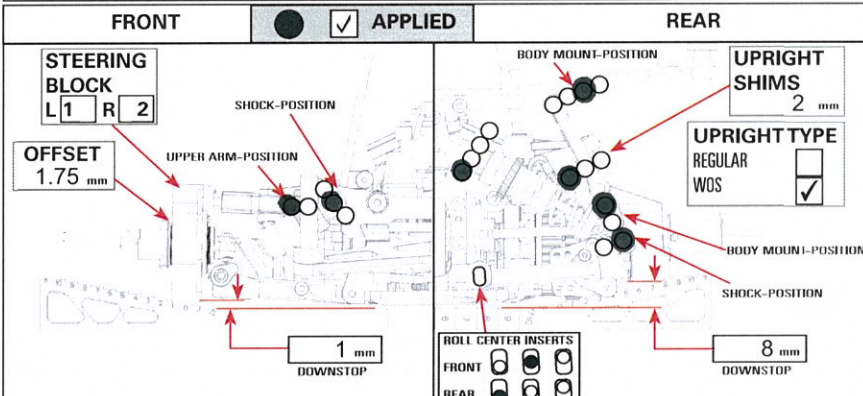 FRONT
✓ APPLIED
REAR
STEERING
BLOCK
L 1 R 2
SHOCK-POSITION
OFFSET
1.75 mm
UPPER ARM-POSITION
1 mm
DOWNSTOP
BODY MOUNT-POSITION
UPRIGHT
SHIMS
2 mm
UPRIGHT TYPE
REGULAR
WOS ✓
BODY MOUNT-POSITION
SHOCK-POSITION
ROLL CENTER INSERTS
FRONT
REAR
8 mm
DOWNSTOP